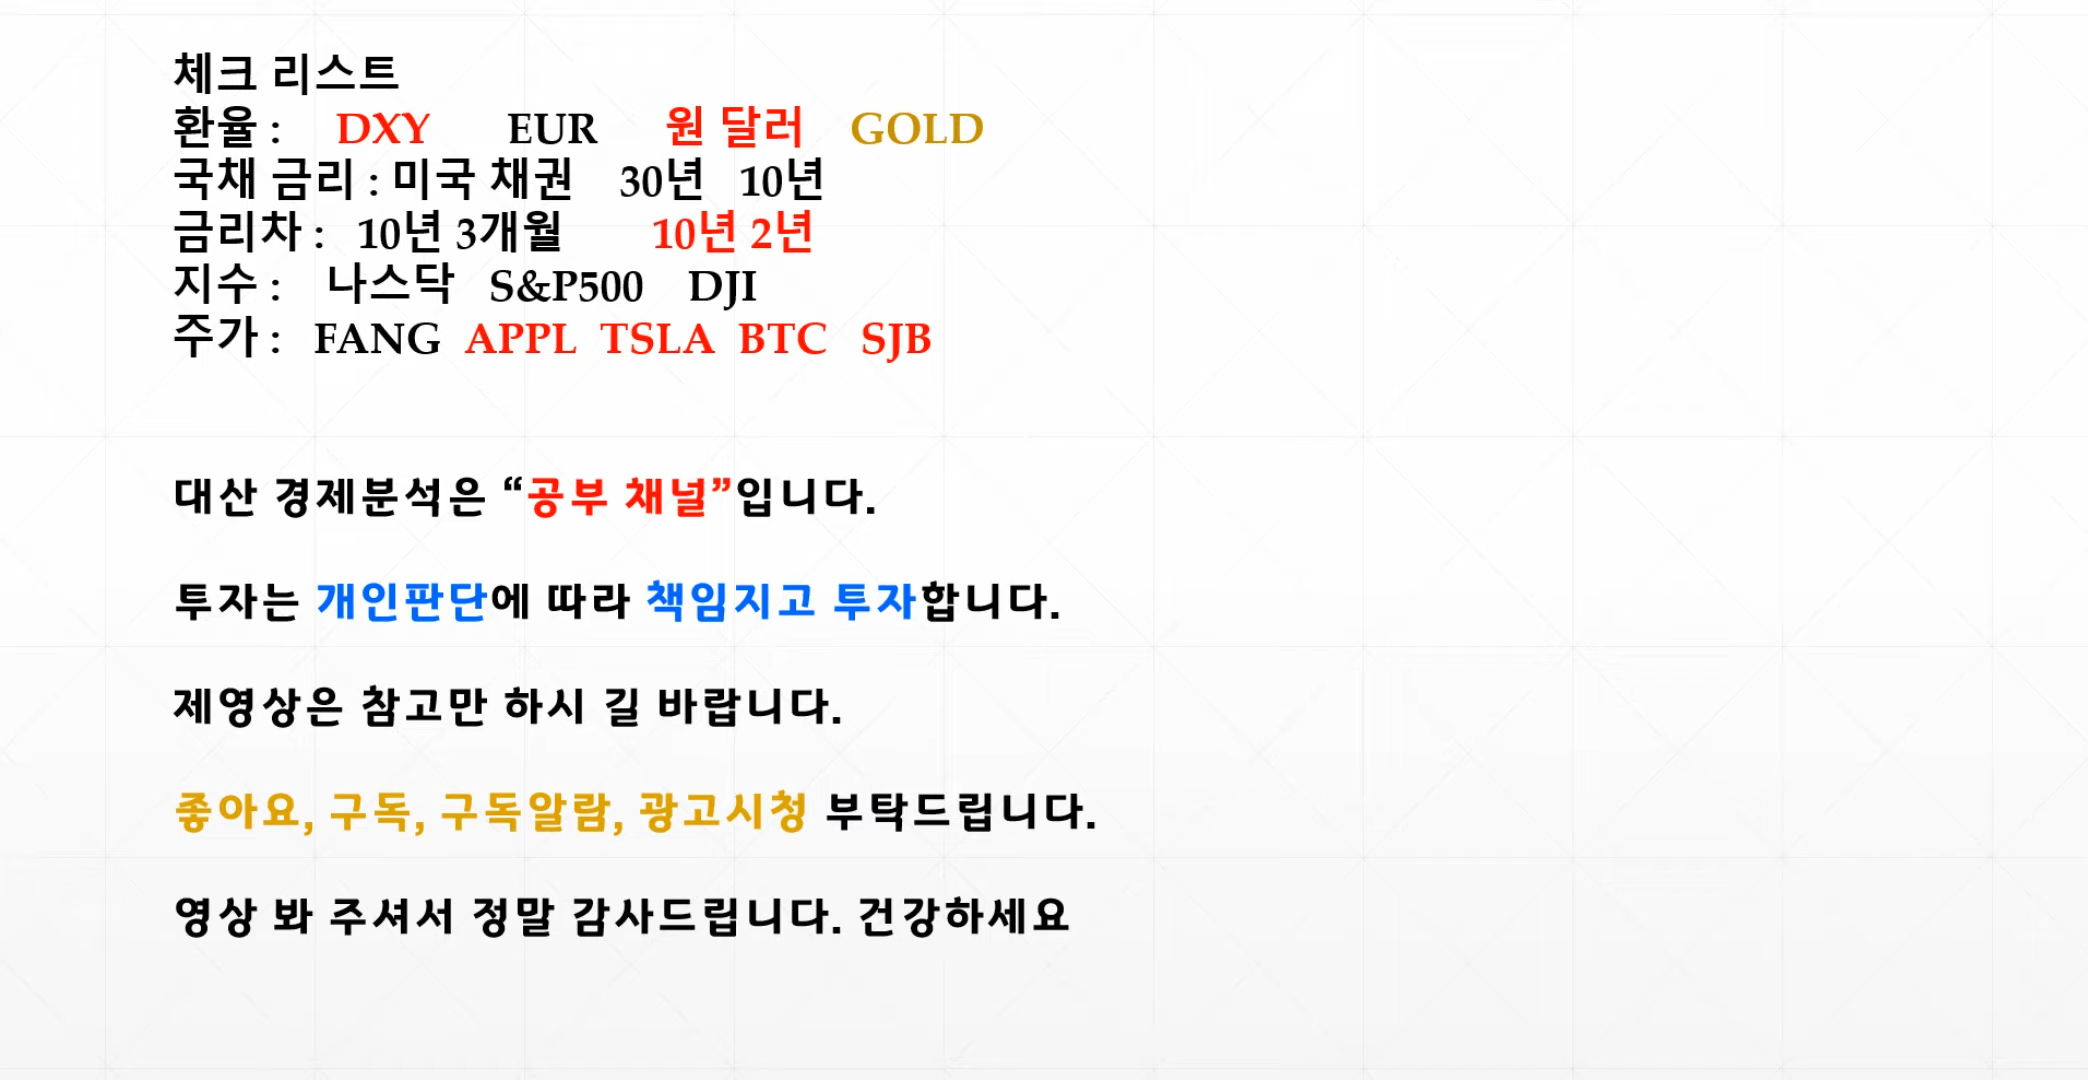 체크 리스트
환율 : DXY EUR 원 달러 GOLD
국채 금리 : 미국 채권 30년 10년
금리차 : 10년 3개월 10년 2년
지수 : 나스닥 S&P500 DJI
주가 : FANG APPL TSLA BTC SJB
대산 경제분석은 “공부 채널”입니다.
투자는 개인판단에 따라 책임지고 투자합니다.
제영상은 참고만 하시 길 바랍니다.
좋아요, 구독, 구독알람, 광고시청 부탁드립니다.
영상 봐 주셔서 정말 감사드립니다. 건강하세요